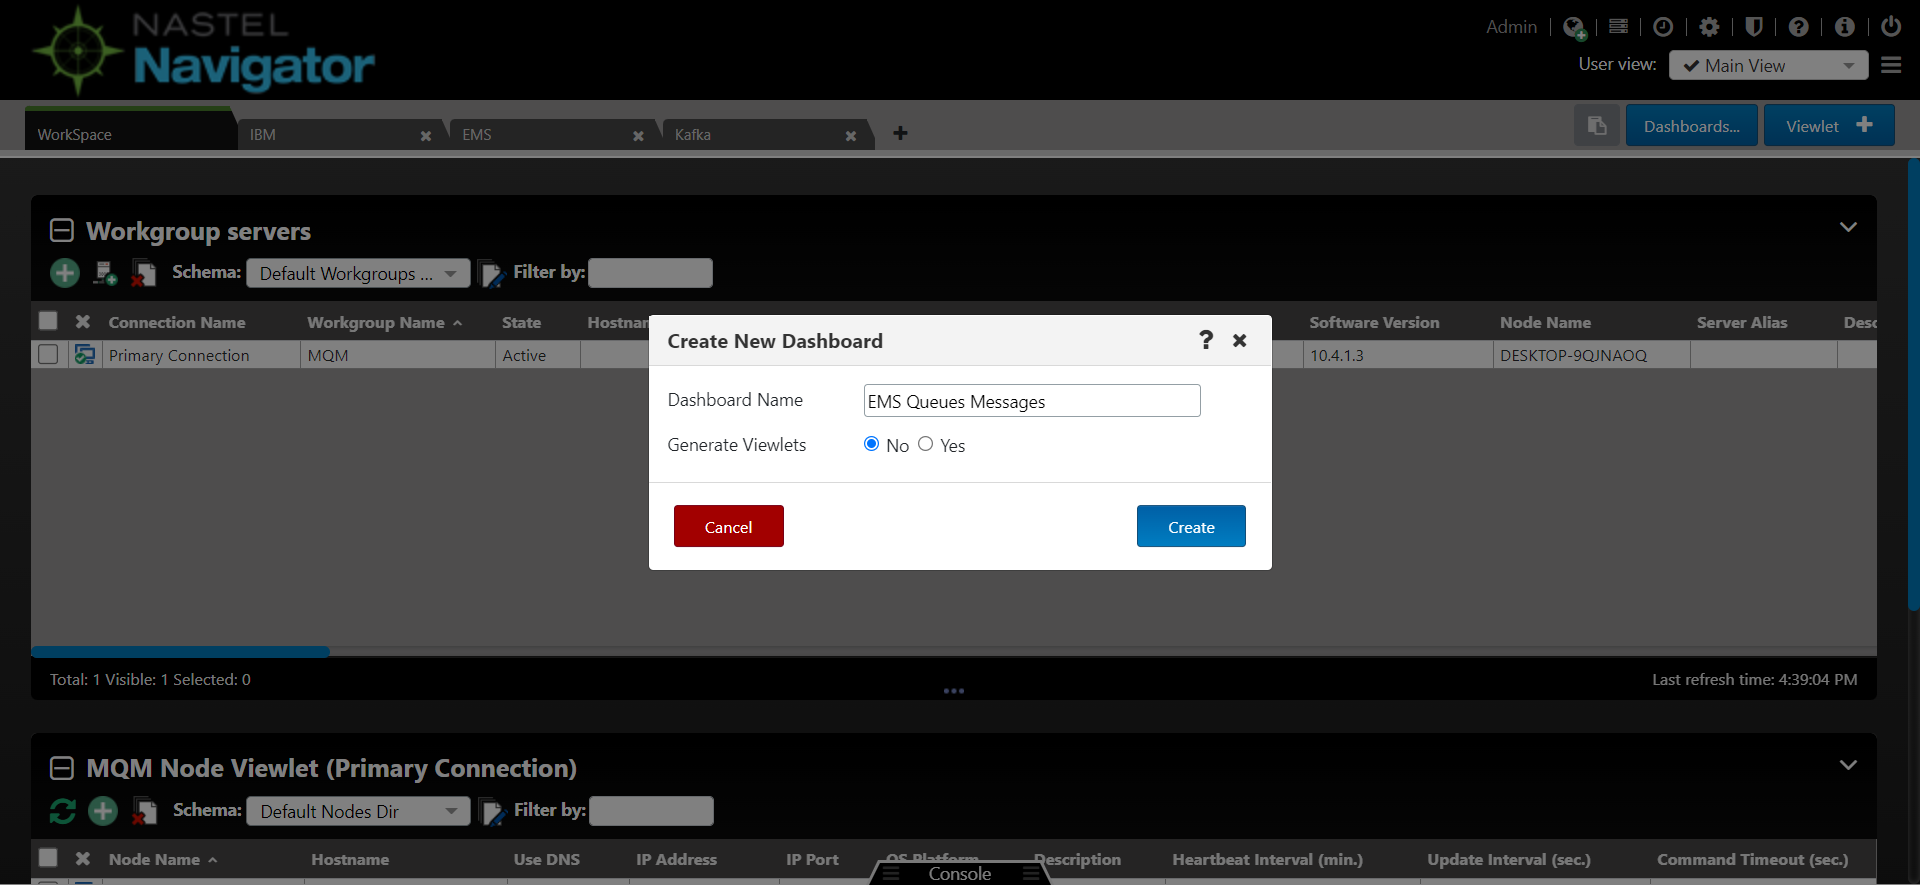 NASTEL
Navigator
Admin
User view: Main View
WorkSpace
IBM
EMS
Kafka
Dashboards...
Viewlet
Workgroup servers
Schema: Default Workgroups ... Filter by:
Connection Name Workgroup Name State Software Version Node Name Server Alias
Primary Connection MQM Active 10.4.1.3 DESKTOP-9QJNAOQ
Create New Dashboard ?
Dashboard Name EMS Queues Messages
Generate Viewlets No Yes
Cancel Create
Total: 1 Visible: 1 Selected: 0
Last refresh time: 4:39:04 PM
MQM Node Viewlet (Primary Connection)
Schema: Default Nodes Dir Filter by:
Node Name Hostname Use DNS IP Address IP Port OS Platform Description Heartbeat Interval (min.) Update Interval (sec.) Command Timeout (sec.)
Console